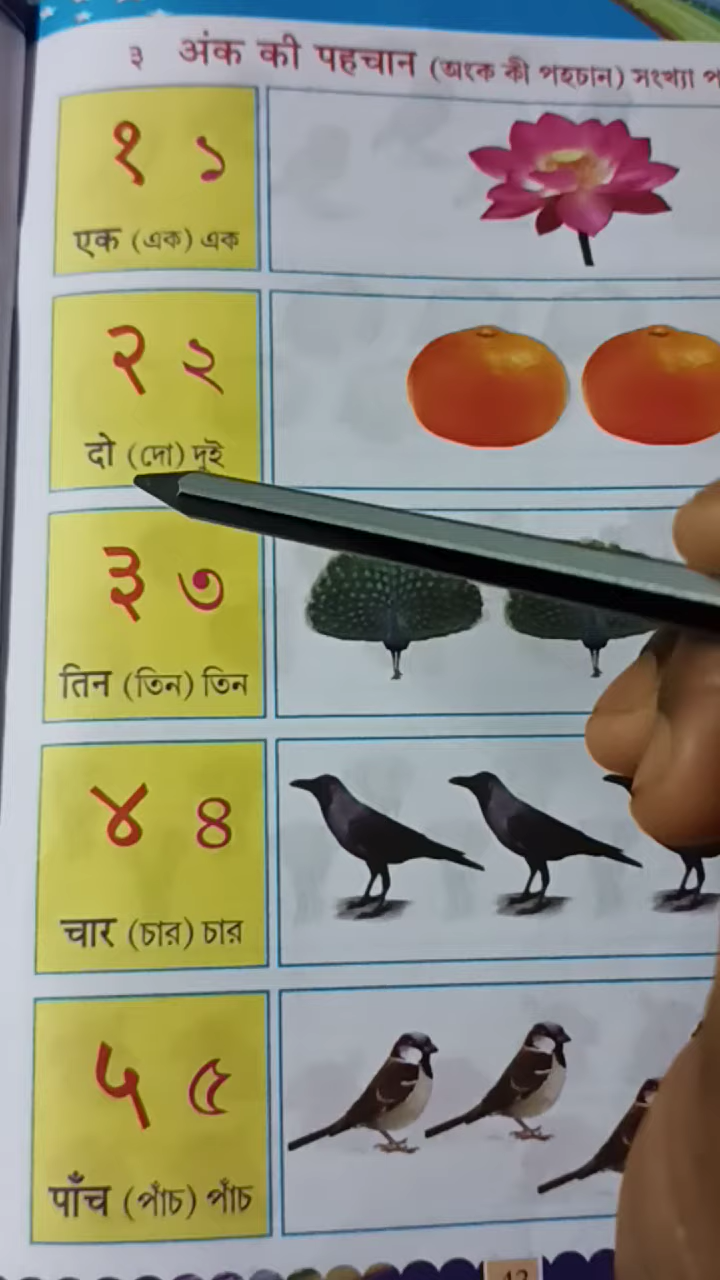 ३ अंक की पहचान (অংক কী পহচান) সংখ্যা
१ ১
एक (এক) এক
२ ২
दो (দো) দুই
३ ৩
तिन (তিন) তিন
४ ৪
चार (চার) চার
५ ৫
पाँच (পাঁচ) পাঁচ